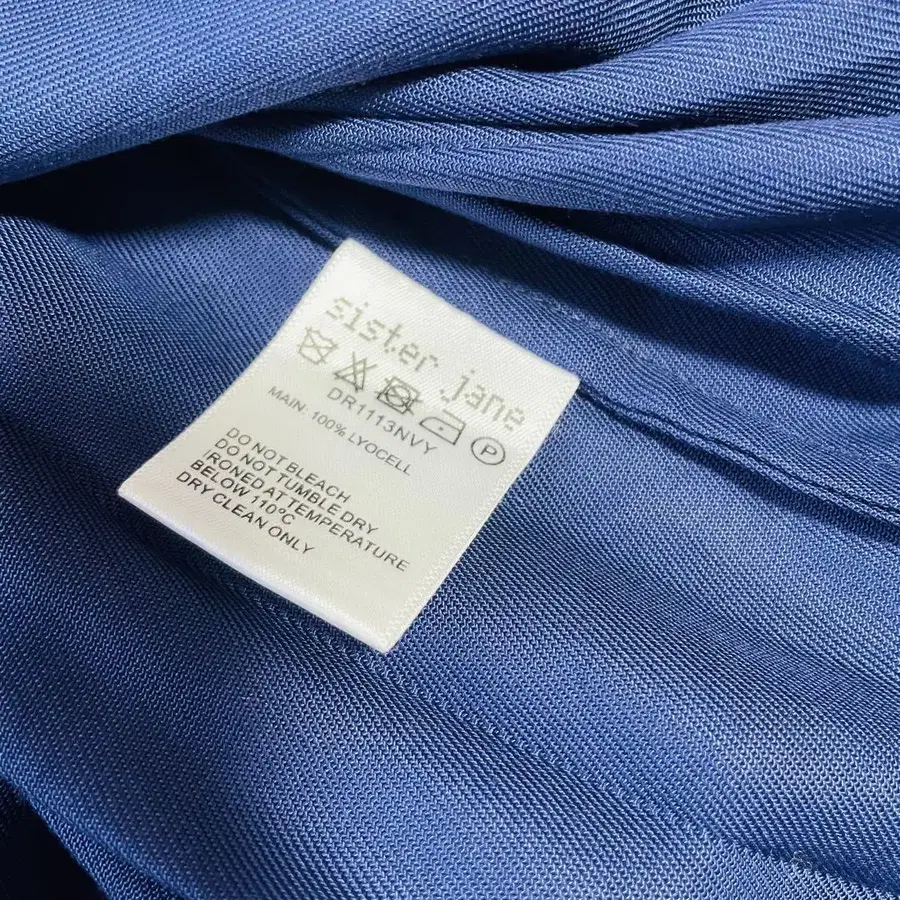 sister jane
P
DR1113NVY
MAIN: 100% LYOCELL
DO NOT BLEACH
DO NOT TUMBLE DRY
IRONED AT TEMPERATURE
BELOW 110°C
DRY CLEAN ONLY